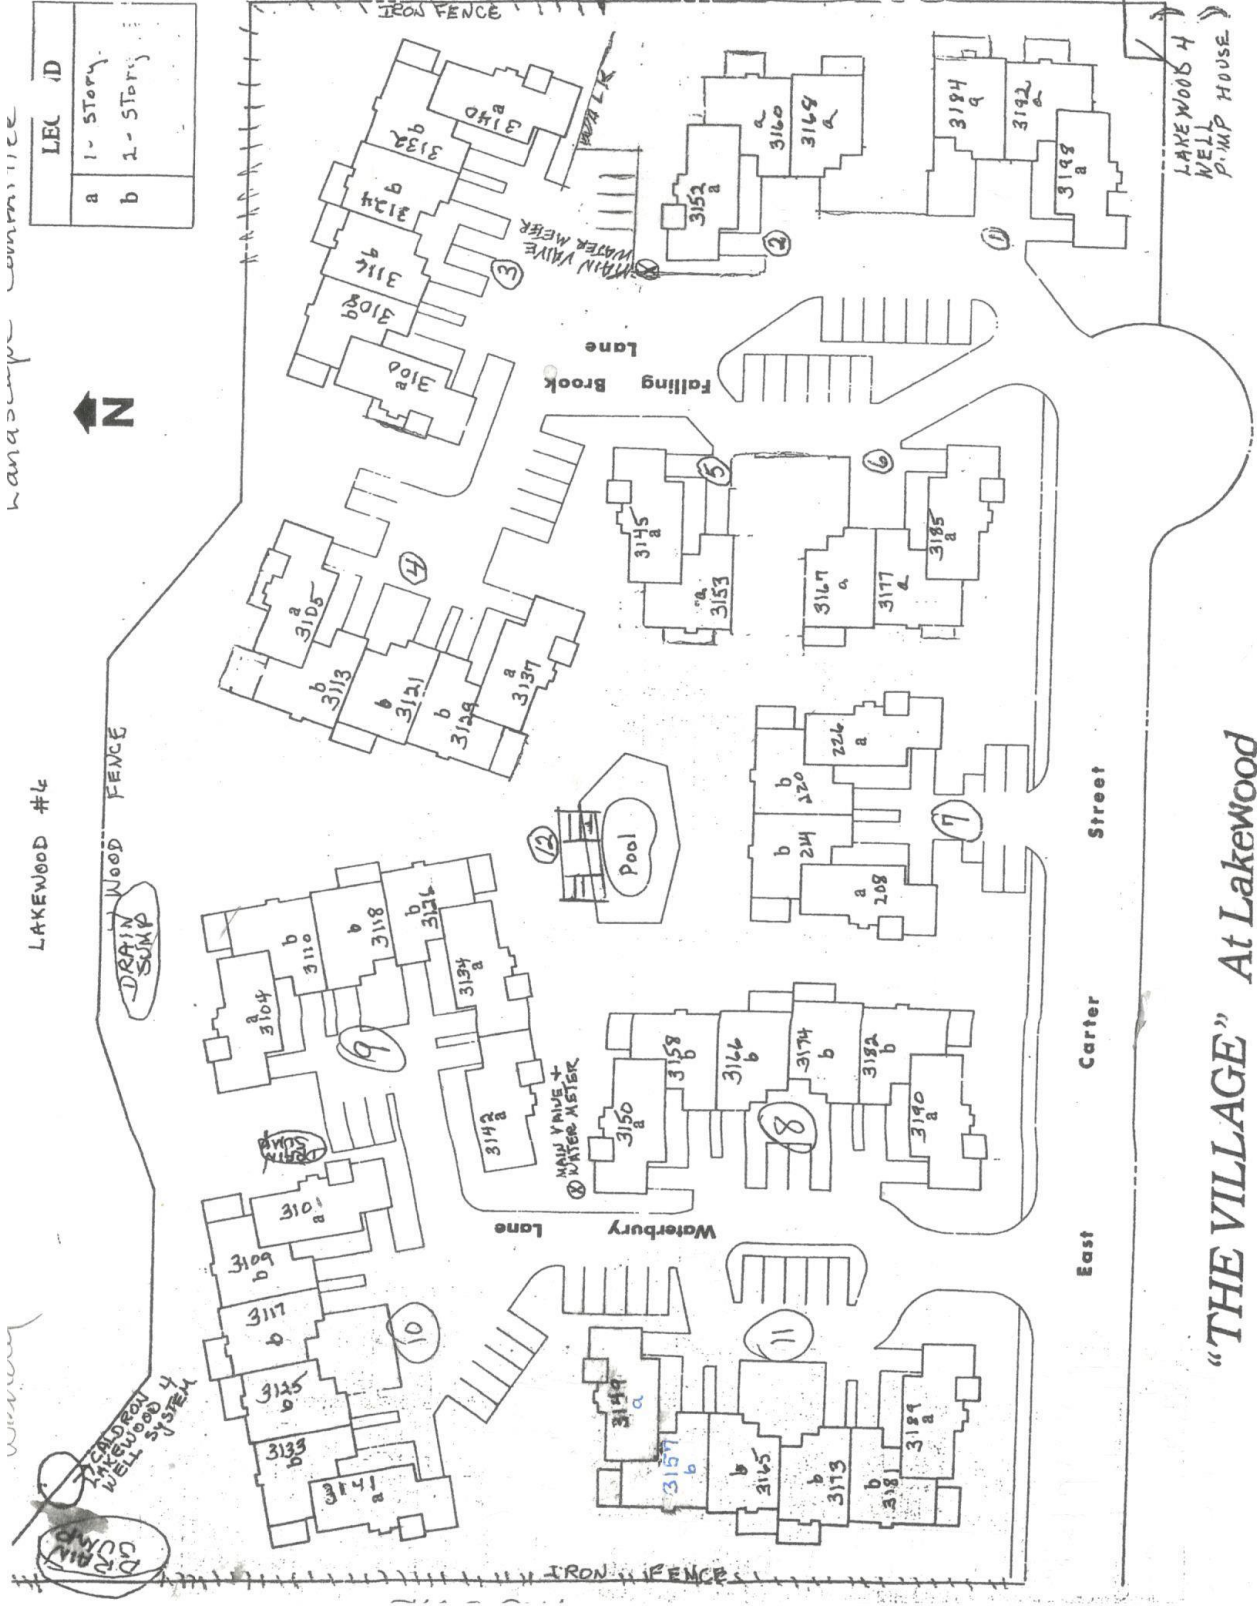 Landscape Committee
LEG ND
a 1 - STORY.
b 2 - STORY
N
LAKEWOOD #4
WOOD FENCE
DRAIN
SUMP
IRON FENCE
WALK
CALDRON
LAKEWOOD 4
WELL SYSTEM
DRAIN
SUMP
DRAIN
SUMP
3133
b
3125
b
3117
b
3109
b
3101
a
3141
a
10
3104
a
3110
b
3118
b
3126
b
3134
a
3142
a
9
3105
a
3113
b
3121
b
3129
b
3137
a
4
3100
a
3108
b
3116
b
3124
b
3132
b
3140
a
3
MAIN VALVE
WATER METER
X
MAIN VALVE +
X WATER METER
Waterbury Lane
Falling Brook Lane
12
Pool
3149
a
3157
b
3165
b
3173
b
3181
b
3189
a
11
3150
a
3158
b
3166
b
3174
b
3182
b
3190
a
8
208
a
214
b
220
b
226
a
7
3145
a
3153
a
5
3167
a
3177
a
3185
a
6
3152
a
3160
a
3168
a
2
3184
a
3192
a
3198
a
1
LAKEWOOD 4
WELL
PUMP HOUSE
IRON FENCE
East Carter Street
"THE VILLAGE" At Lakewood